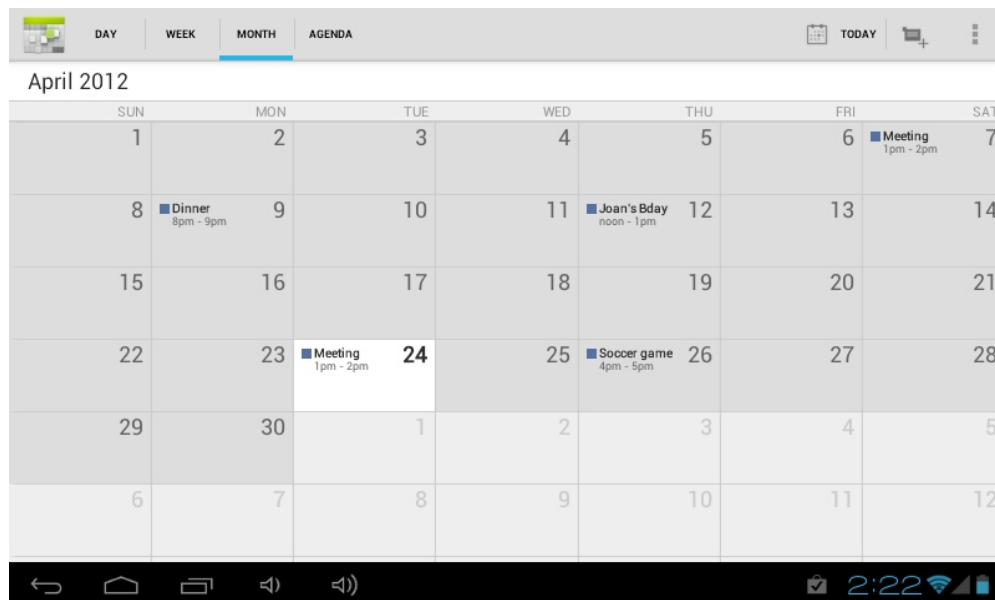 DAY WEEK MONTH AGENDA TODAY
April 2012
SUN MON TUE WED THU FRI SAT
1 2 3 4 5 6 Meeting 7
1pm - 2pm
8 Dinner 9 10 11 Joan's Bday 12 13 14
8pm - 9pm noon - 1pm
15 16 17 18 19 20 21
22 23 Meeting 24 25 Soccer game 26 27 28
1pm - 2pm 4pm - 5pm
29 30 1 2 3 4 5
6 7 8 9 10 11 12
2:22